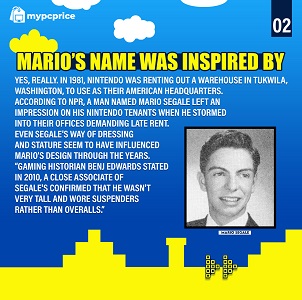 mypcprice
02
MARIO'S NAME WAS INSPIRED BY
YES, REALLY. IN 1981, NINTENDO WAS RENTING OUT A WAREHOUSE IN TUKWILA,
WASHINGTON, TO USE AS THEIR AMERICAN HEADQUARTERS.
ACCORDING TO NPR, A MAN NAMED MARIO SEGALE LEFT AN
IMPRESSION ON HIS NINTENDO TENANTS WHEN HE STORMED
INTO THEIR OFFICES DEMANDING LATE RENT.
EVEN SEGALE'S WAY OF DRESSING
AND STATURE SEEM TO HAVE INFLUENCED
MARIO'S DESIGN THROUGH THE YEARS.
"GAMING HISTORIAN BENJ EDWARDS STATED
IN 2010, A CLOSE ASSOCIATE OF
SEGALE'S CONFIRMED THAT HE WASN'T
VERY TALL AND WORE SUSPENDERS
RATHER THAN OVERALLS."
MARIO SEGALE